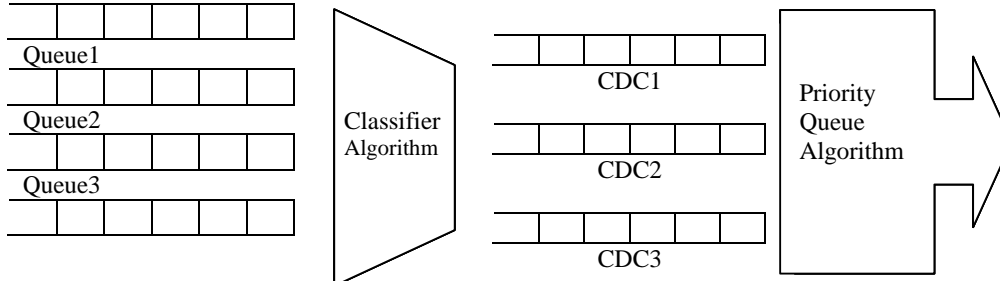 Queue1
Queue2
Queue3
Classifier
Algorithm
CDC1
CDC2
CDC3
Priority
Queue
Algorithm